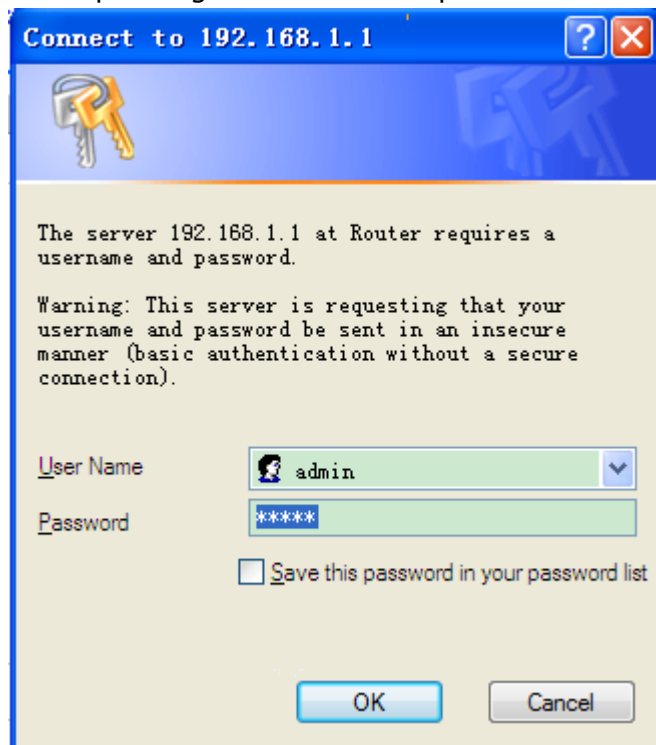 Connect to 192.168.1.1
The server 192.168.1.1 at Router requires a
username and password.
Warning: This server is requesting that your
username and password be sent in an insecure
manner (basic authentication without a secure
connection).
User Name
admin
Password
*****
Save this password in your password list
OK
Cancel